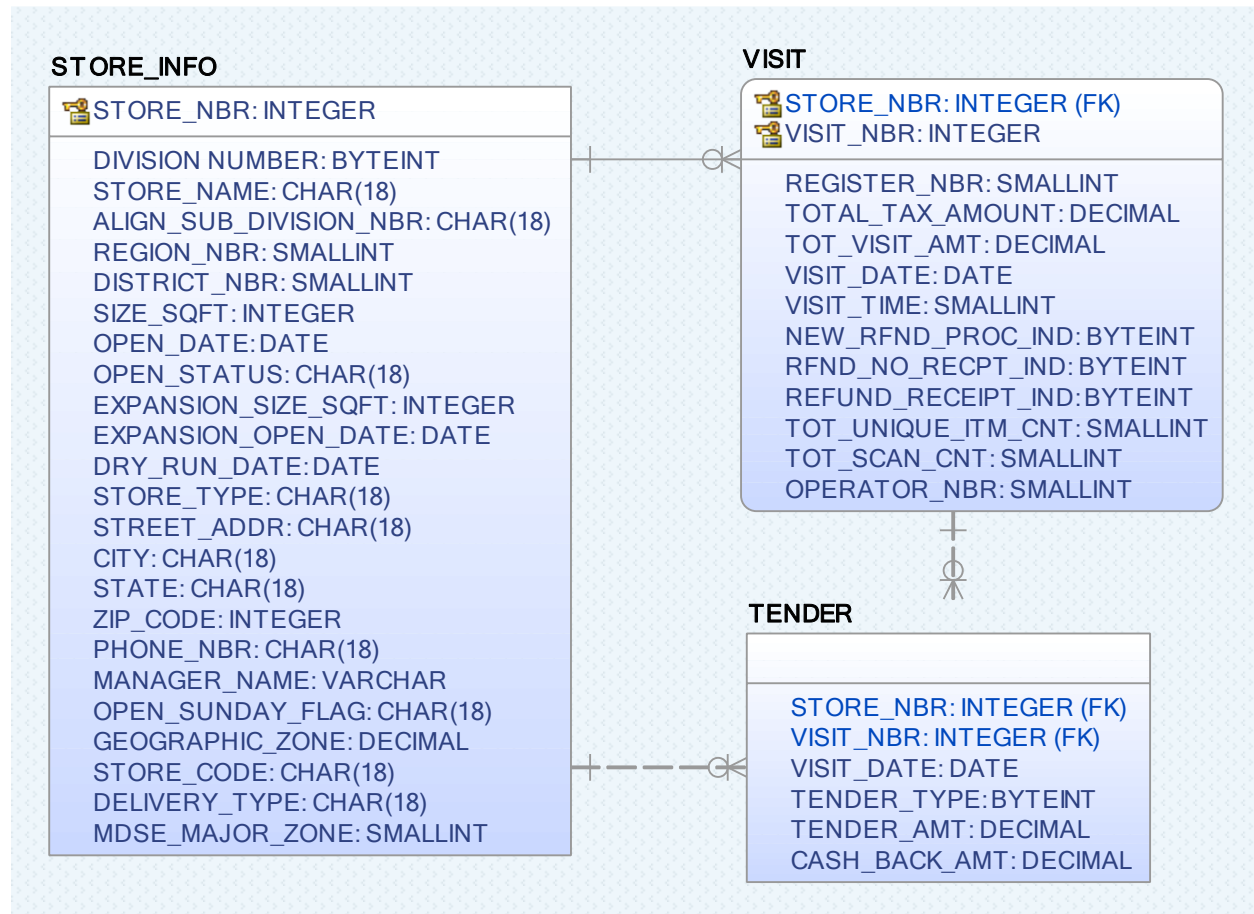 STORE_INFO
STORE_NBR: INTEGER
DIVISION NUMBER: BYTEINT
STORE_NAME: CHAR(18)
ALIGN_SUB_DIVISION_NBR: CHAR(18)
REGION_NBR: SMALLINT
DISTRICT_NBR: SMALLINT
SIZE_SQFT: INTEGER
OPEN_DATE: DATE
OPEN_STATUS: CHAR(18)
EXPANSION_SIZE_SQFT: INTEGER
EXPANSION_OPEN_DATE: DATE
DRY_RUN_DATE: DATE
STORE_TYPE: CHAR(18)
STREET_ADDR: CHAR(18)
CITY: CHAR(18)
STATE: CHAR(18)
ZIP_CODE: INTEGER
PHONE_NBR: CHAR(18)
MANAGER_NAME: VARCHAR
OPEN_SUNDAY_FLAG: CHAR(18)
GEOGRAPHIC_ZONE: DECIMAL
STORE_CODE: CHAR(18)
DELIVERY_TYPE: CHAR(18)
MDSE_MAJOR_ZONE: SMALLINT
VISIT
STORE_NBR: INTEGER (FK)
VISIT_NBR: INTEGER
REGISTER_NBR: SMALLINT
TOTAL_TAX_AMOUNT: DECIMAL
TOT_VISIT_AMT: DECIMAL
VISIT_DATE: DATE
VISIT_TIME: SMALLINT
NEW_RFND_PROC_IND: BYTEINT
RFND_NO_RECPT_IND: BYTEINT
REFUND_RECEIPT_IND: BYTEINT
TOT_UNIQUE_ITM_CNT: SMALLINT
TOT_SCAN_CNT: SMALLINT
OPERATOR_NBR: SMALLINT
TENDER
STORE_NBR: INTEGER (FK)
VISIT_NBR: INTEGER (FK)
VISIT_DATE: DATE
TENDER_TYPE: BYTEINT
TENDER_AMT: DECIMAL
CASH_BACK_AMT: DECIMAL